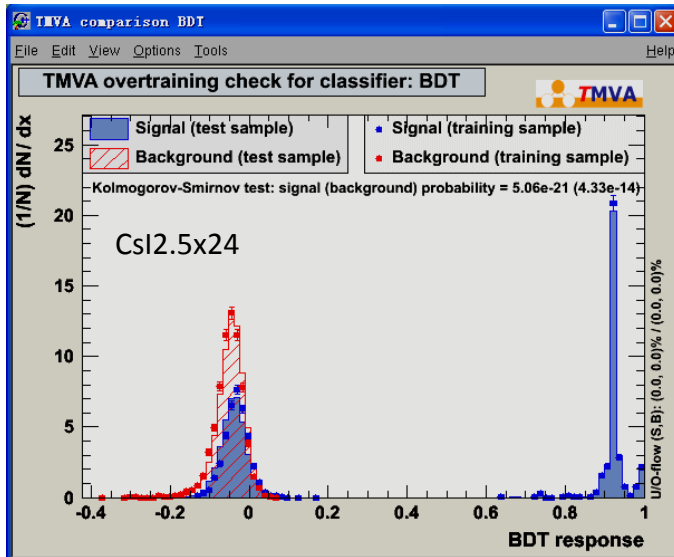 TMVA comparison BDT
File Edit View Options Tools Help
TMVA overtraining check for classifier: BDT
TMVA
Signal (test sample)
Background (test sample)
Signal (training sample)
Background (training sample)
Kolmogorov-Smirnov test: signal (background) probability = 5.06e-21 (4.33e-14)
CsI2.5x24
(1/N) dN / dx
25
20
15
10
5
0
-0.4 -0.2 0 0.2 0.4 0.6 0.8 1
BDT response
U/O-flow (S,B): (0.0, 0.0)% / (0.0, 0.0)%